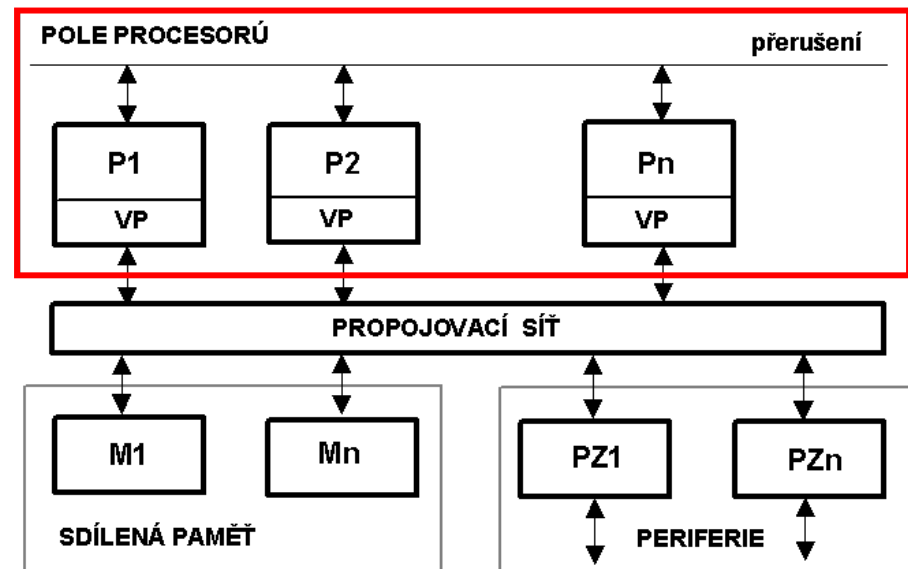 POLE PROCESORŮ
přerušení
P1
P2
Pn
VP
VP
VP
PROPOJOVACÍ SÍŤ
M1
Mn
PZ1
PZn
SDÍLENÁ PAMĚŤ
PERIFERIE